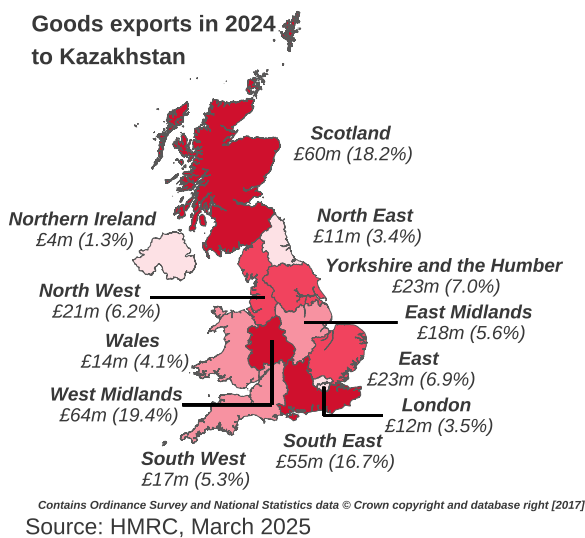 Goods exports in 2024
to Kazakhstan
Scotland
£60m (18.2%)
Northern Ireland
£4m (1.3%)
North East
£11m (3.4%)
Yorkshire and the Humber
£23m (7.0%)
North West
£21m (6.2%)
East Midlands
£18m (5.6%)
Wales
£14m (4.1%)
East
£23m (6.9%)
West Midlands
£64m (19.4%)
London
£12m (3.5%)
South East
£55m (16.7%)
South West
£17m (5.3%)
Contains Ordinance Survey and National Statistics data © Crown copyright and database right [2017]
Source: HMRC, March 2025